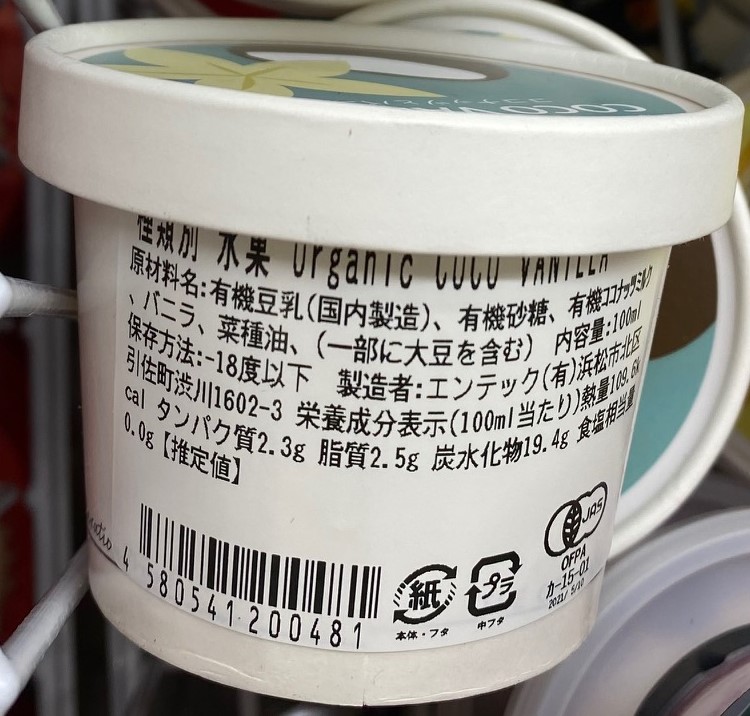 COCO
種類別 氷菓 Organic COCO VANILLA
原材料名:有機豆乳(国内製造)、有機砂糖、有機ココナッツミルク
、バニラ、菜種油、(一部に大豆を含む) 内容量:100ml
保存方法:-18度以下 製造者:エンテック(有)浜松市北区
引佐町渋川1602-3 栄養成分表示(100ml当たり)熱量109.6k
cal タンパク質2.3g 脂質2.5g 炭水化物19.4g 食塩相当量
0.0g【推定値】
4 580541 200481
紙
本体・フタ
プラ
中フタ
JAS
OFPA
カ-15-01
2021/5/10